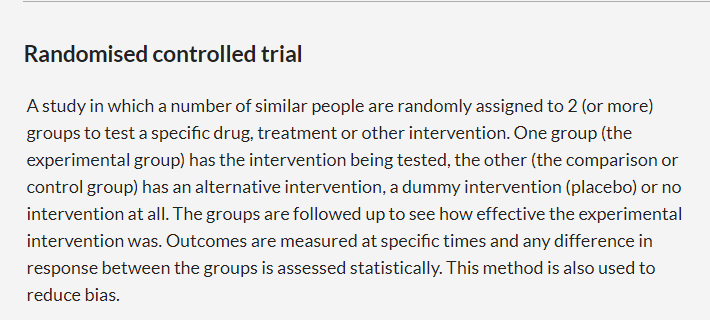 Randomised controlled trial
A study in which a number of similar people are randomly assigned to 2 (or more)
groups to test a specific drug, treatment or other intervention. One group (the
experimental group) has the intervention being tested, the other (the comparison or
control group) has an alternative intervention, a dummy intervention (placebo) or no
intervention at all. The groups are followed up to see how effective the experimental
intervention was. Outcomes are measured at specific times and any difference in
response between the groups is assessed statistically. This method is also used to
reduce bias.